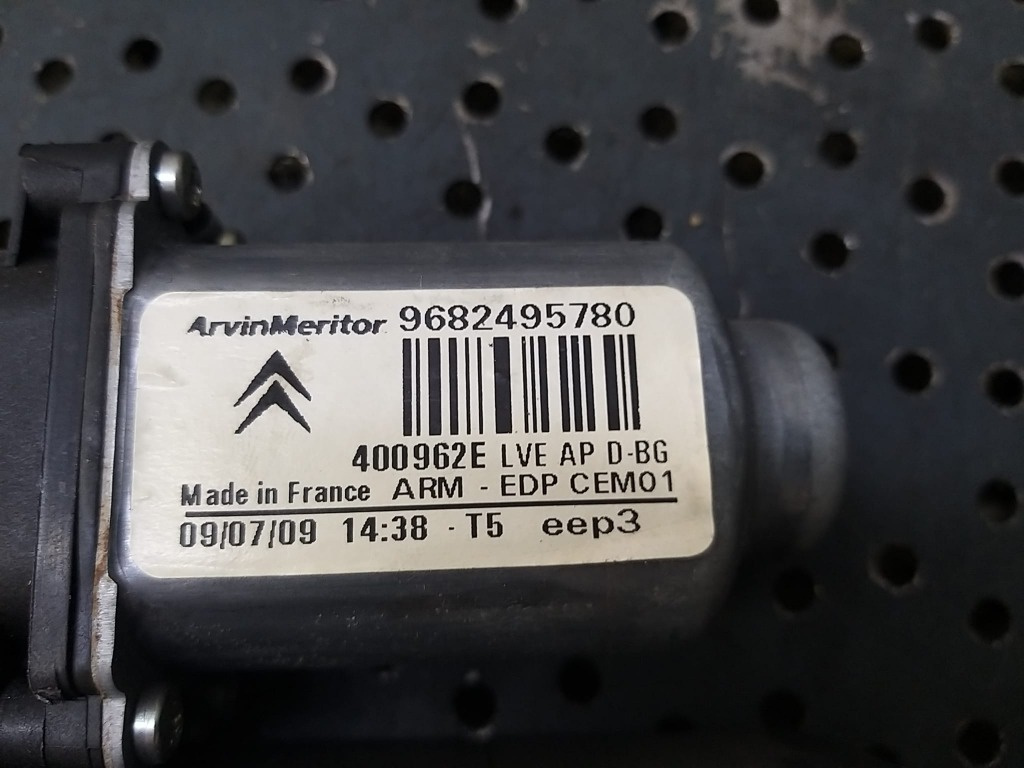 ArvinMeritor 9682495780
400962E LVE AP D-BG
Made in France ARM - EDP CEM01
09/07/09 14:38 - T5 eep3